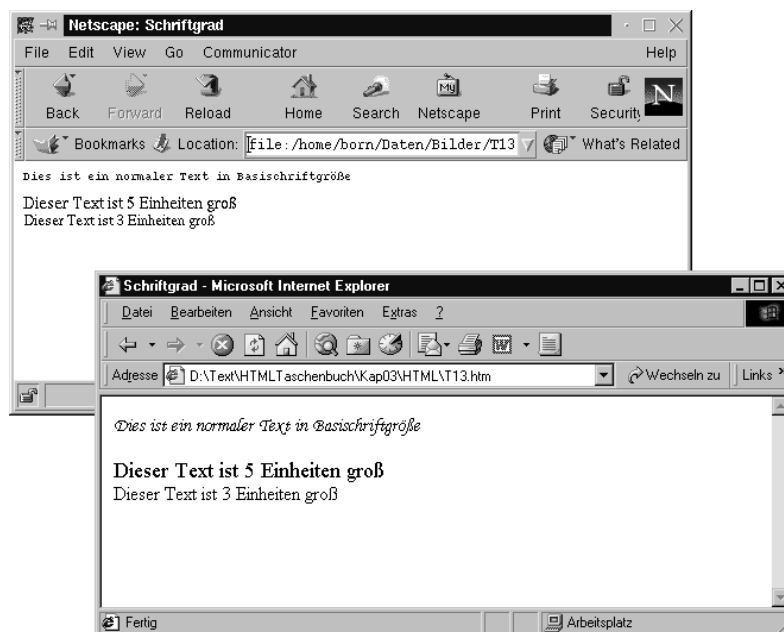 Netscape: Schriftgrad
File Edit View Go Communicator Help
My N
Back Forward Reload Home Search Netscape Print Security
Bookmarks Location: file:/home/born/Daten/Bilder/T13 What's Related
Dies ist ein normaler Text in Basischriftgröße
Dieser Text ist 5 Einheiten groß
Dieser Text ist 3 Einheiten groß
Schriftgrad - Microsoft Internet Explorer
Datei Bearbeiten Ansicht Favoriten Extras ?
Adresse D:\Text\HTMLTaschenbuch\Kap03\HTML\T13.htm Wechseln zu Links »
Dies ist ein normaler Text in Basischriftgröße
Dieser Text ist 5 Einheiten groß
Dieser Text ist 3 Einheiten groß
Fertig Arbeitsplatz